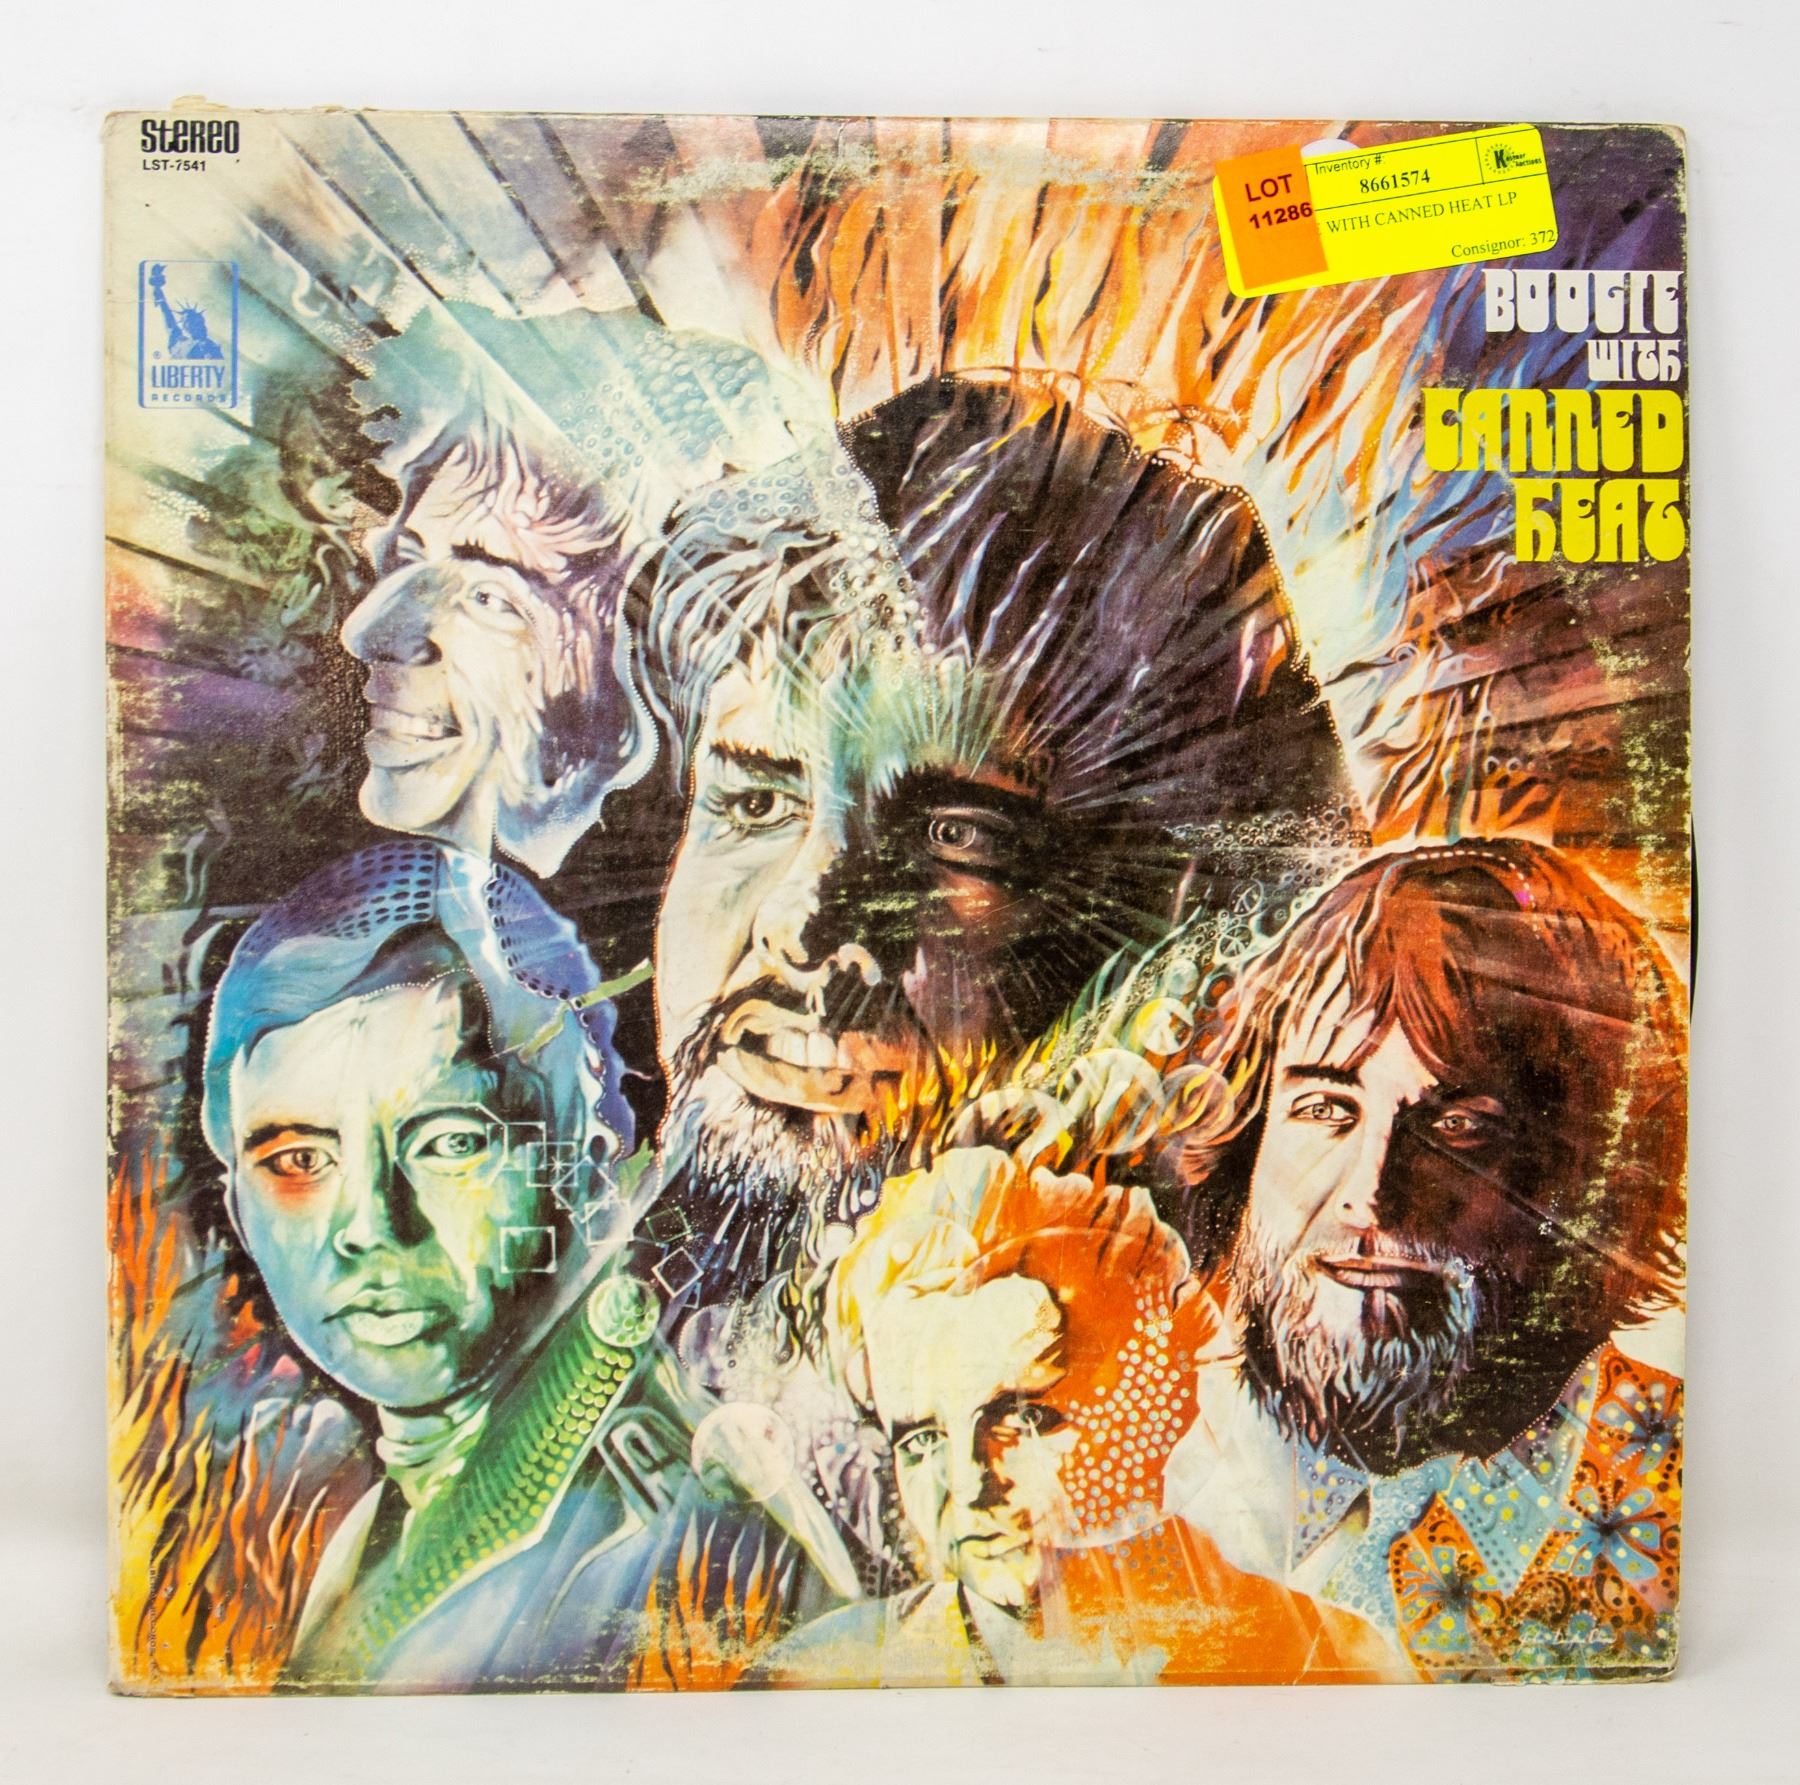 STEREO
LST-7541
LIBERTY
RECORDS
LOT
11286
Inventory #:
8661574
WITH CANNED HEAT LP
Consignor: 372
BOOGIE
WITH
CANNED
HEAT